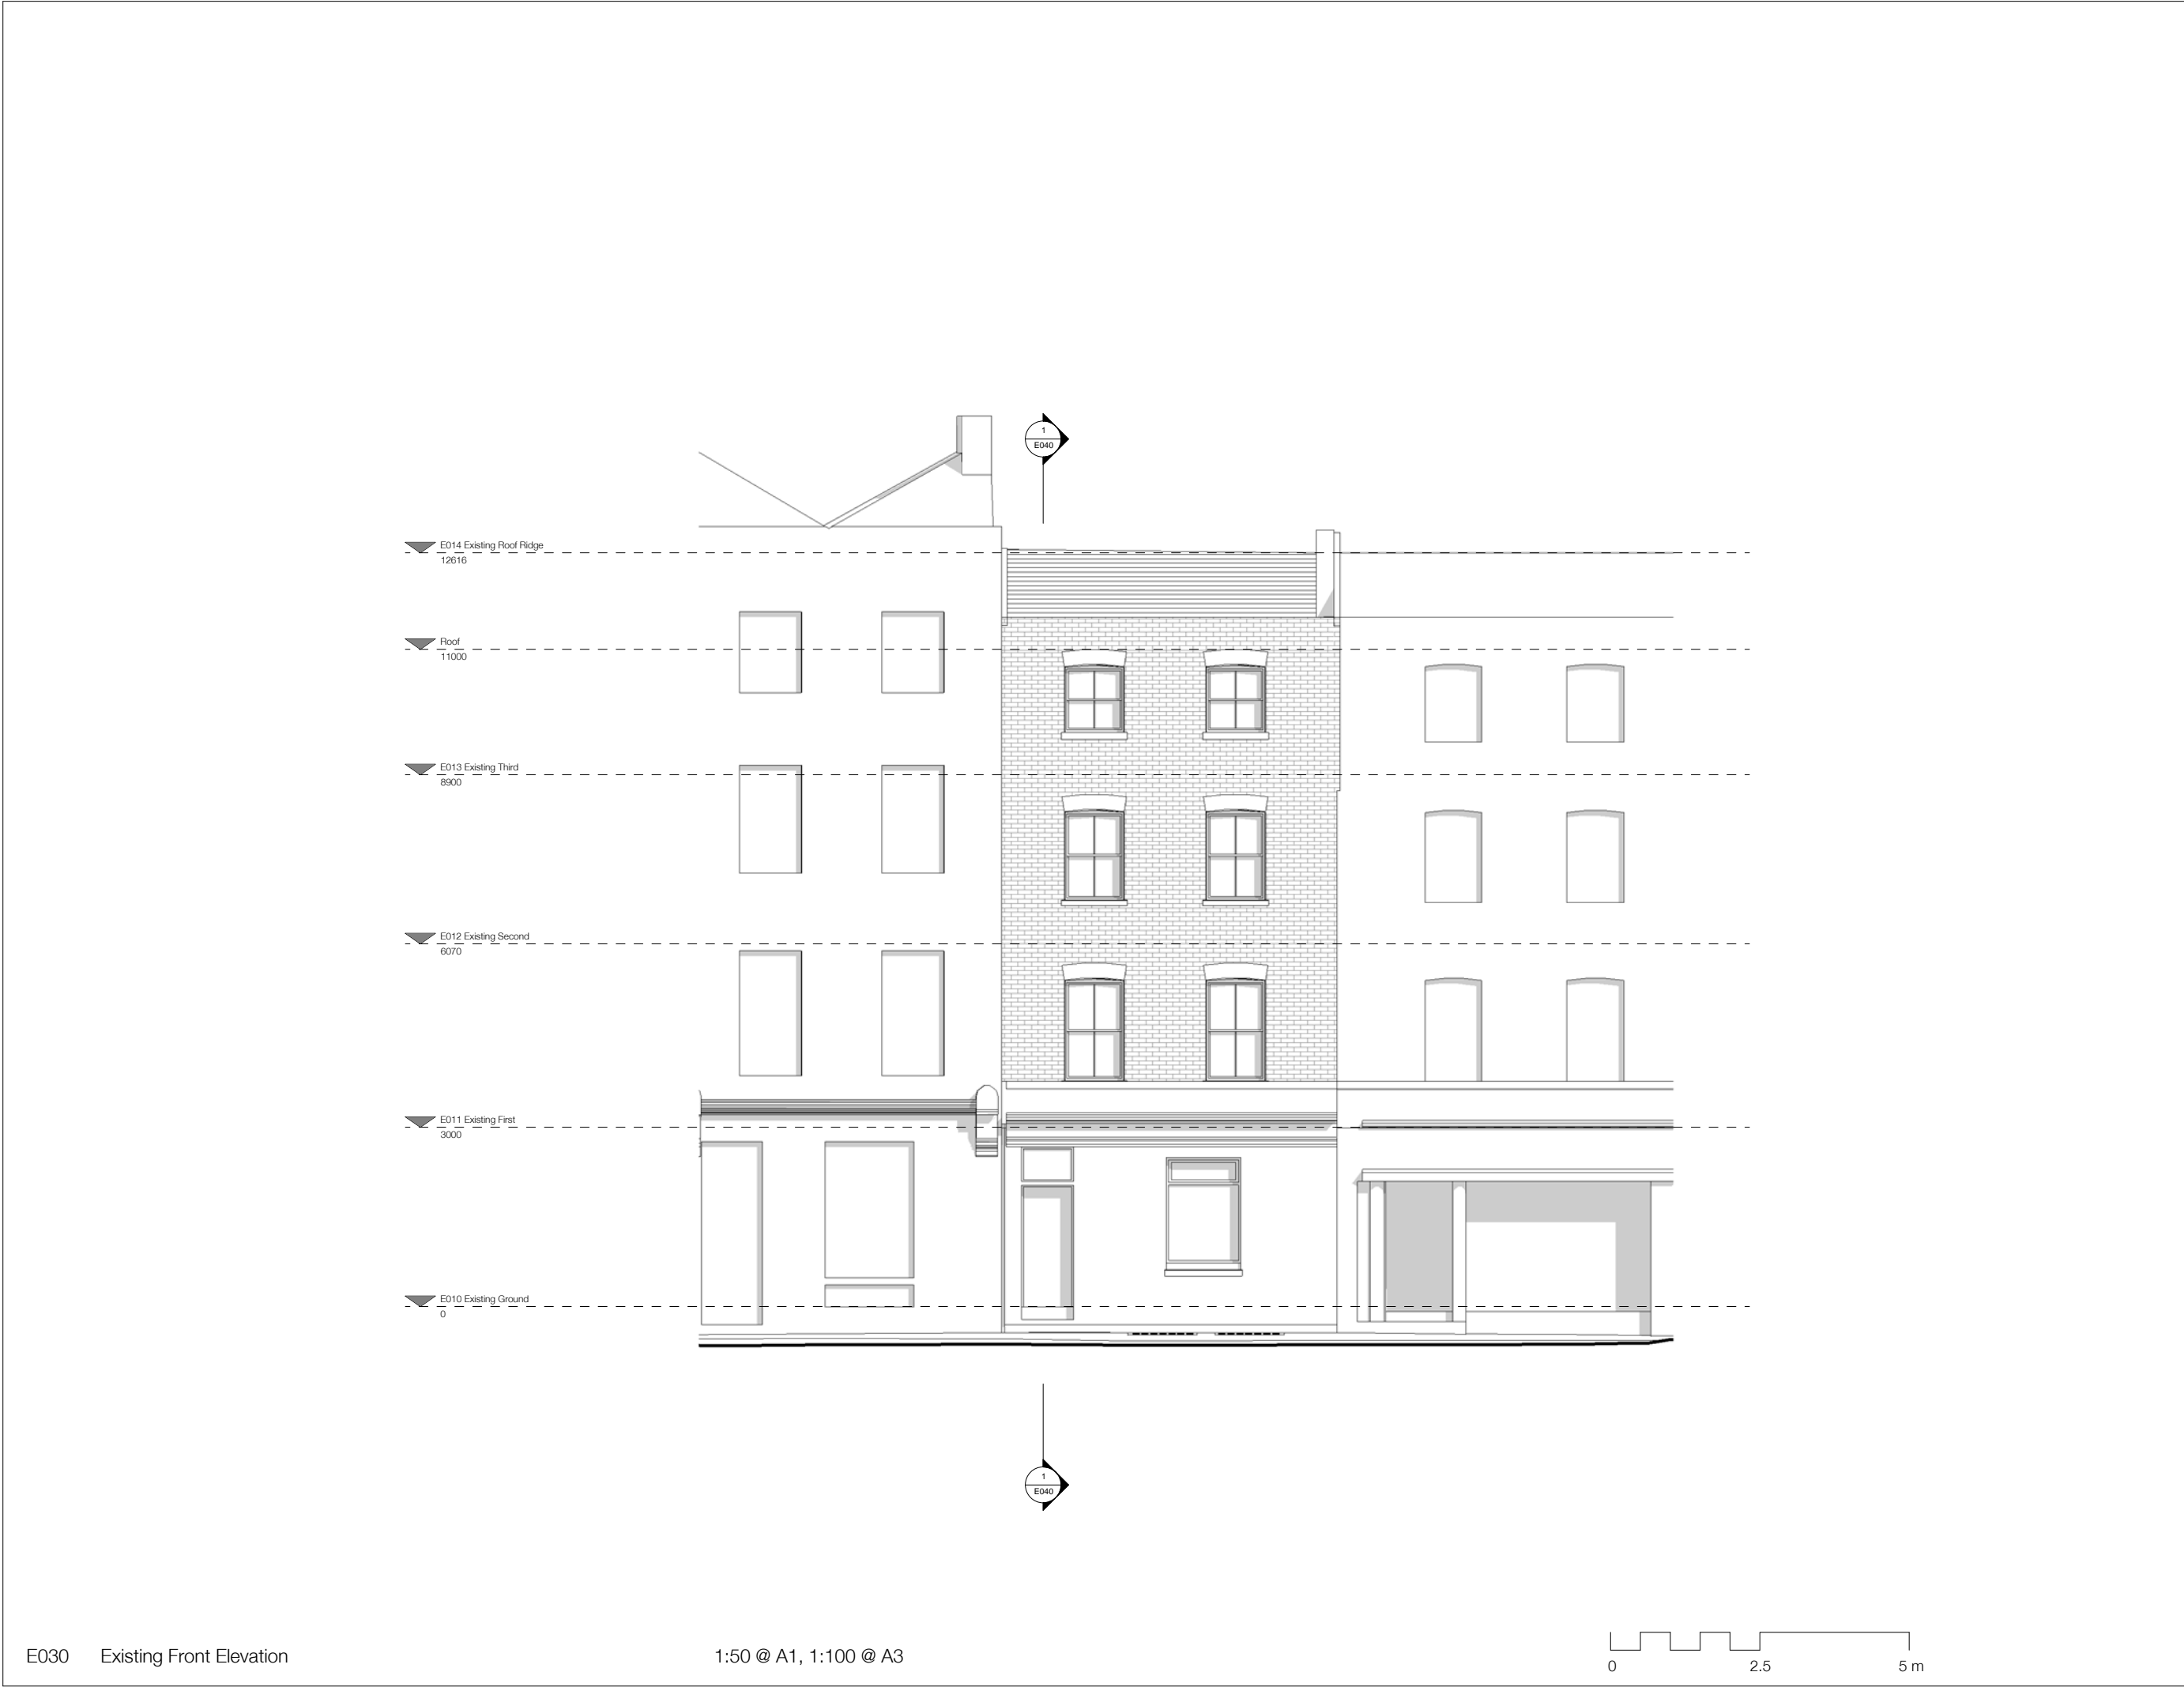 1
E040
E014 Existing Roof Ridge
12616
Roof
11000
E013 Existing Third
8900
E012 Existing Second
6070
E011 Existing First
3000
E010 Existing Ground
0
1
E040
E030 Existing Front Elevation
1:50 @ A1, 1:100 @ A3
0 2.5 5 m